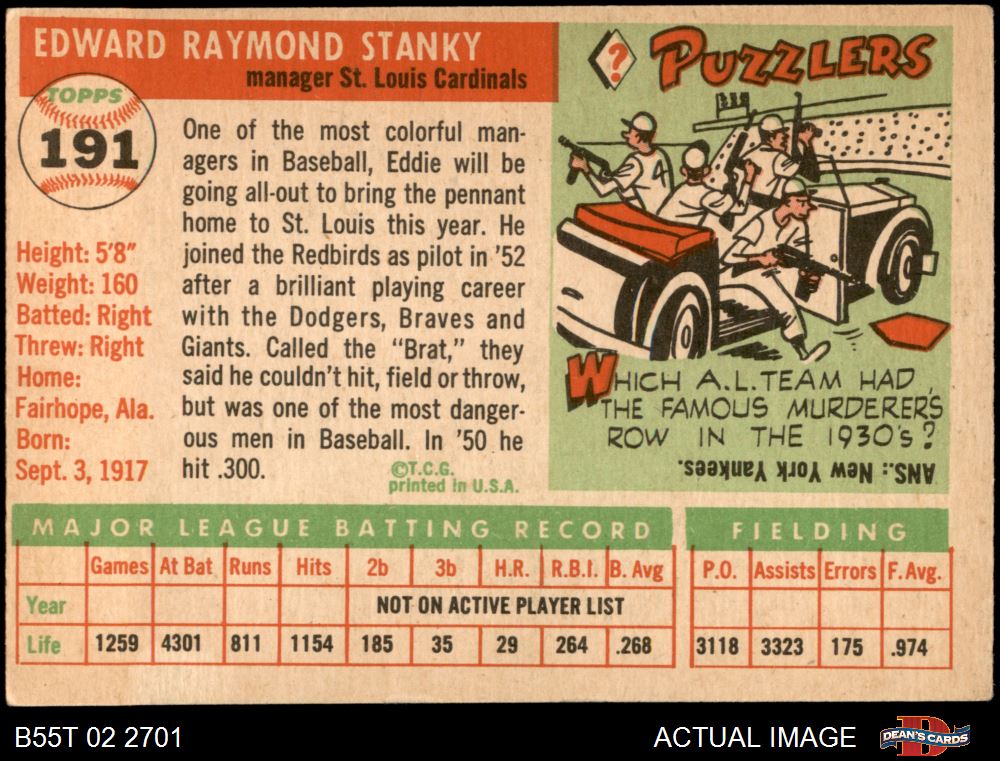 EDWARD RAYMOND STANKY
manager St. Louis Cardinals
TOPPS
191
Height: 5'8"
Weight: 160
Batted: Right
Threw: Right
Home:
Fairhope, Ala.
Born:
Sept. 3, 1917
One of the most colorful man-
agers in Baseball, Eddie will be
going all-out to bring the pennant
home to St. Louis this year. He
joined the Redbirds as pilot in '52
after a brilliant playing career
with the Dodgers, Braves and
Giants. Called the "Brat," they
said he couldn't hit, field or throw,
but was one of the most danger-
ous men in Baseball. In '50 he
hit .300.
©T.C.G.
printed in U.S.A.
? PUZZLERS
4
WHICH A.L. TEAM HAD
THE FAMOUS MURDERER'S
ROW IN THE 1930's?
ANS.: New York Yankees.
MAJOR LEAGUE BATTING RECORD FIELDING
Games At Bat Runs Hits 2b 3b H.R. R.B.I. B. Avg P.O. Assists Errors F. Avg.
Year NOT ON ACTIVE PLAYER LIST
Life 1259 4301 811 1154 185 35 29 264 .268 3118 3323 175 .974
B55T 02 2701 ACTUAL IMAGE D DEAN'S CARDS